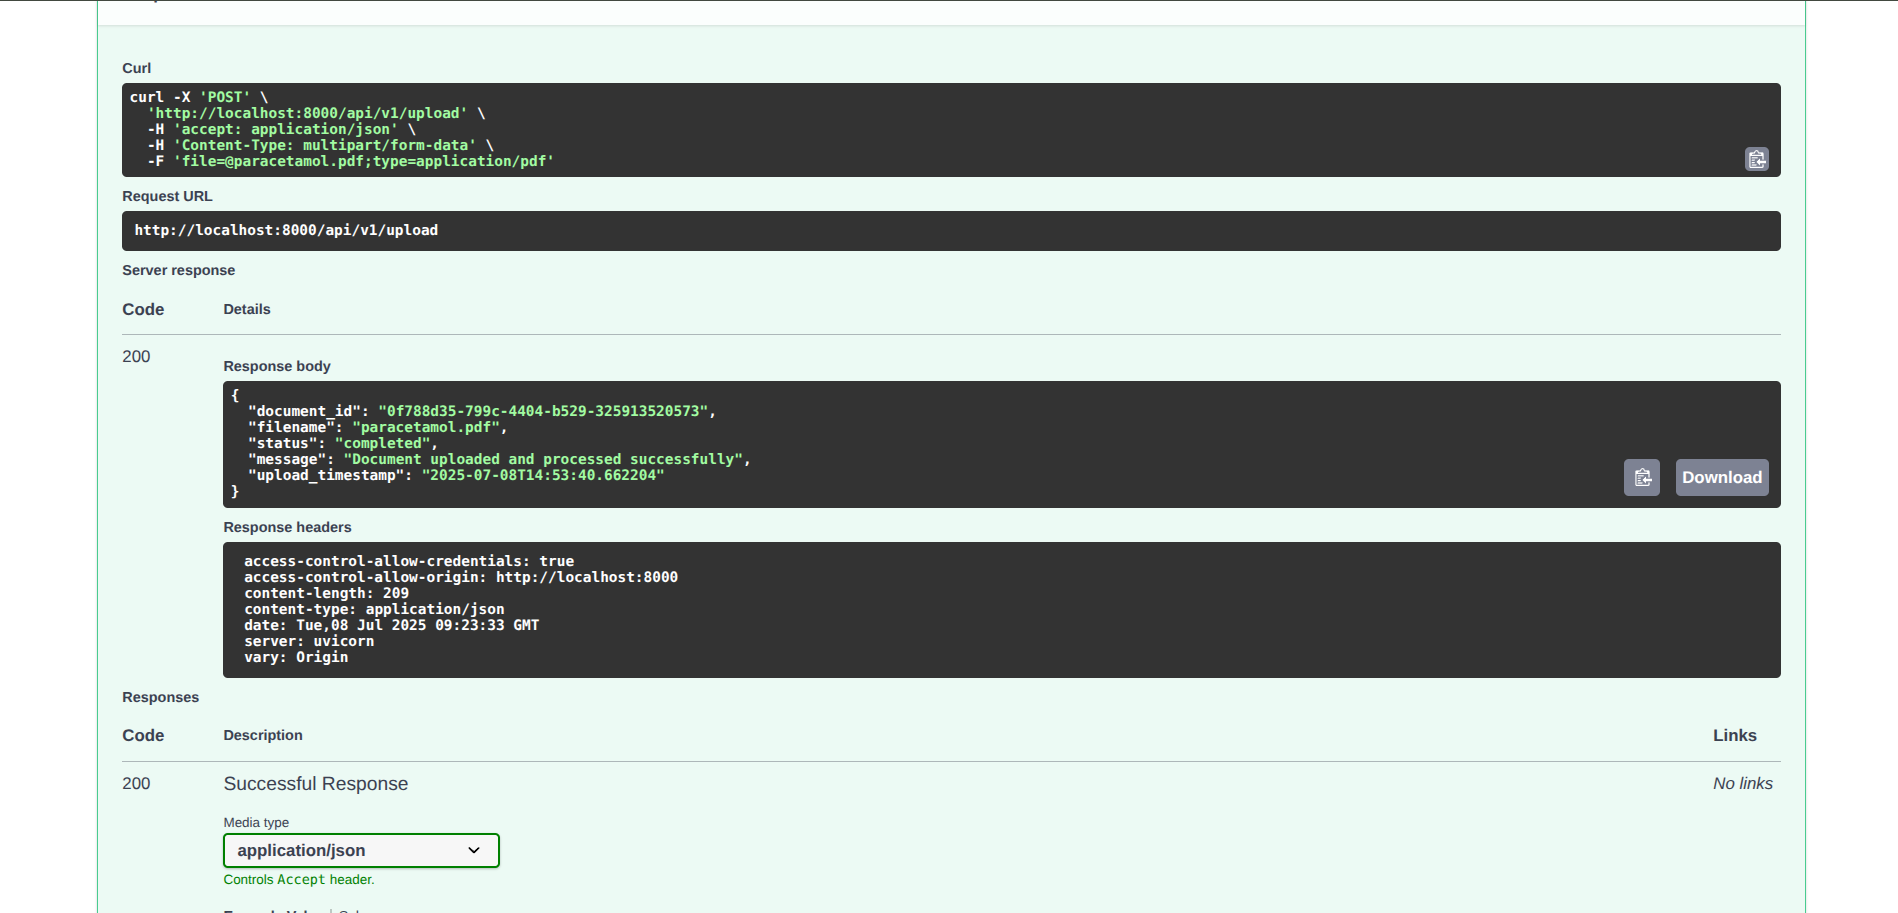 Curl
curl -X 'POST' \
  'http://localhost:8000/api/v1/upload' \
  -H 'accept: application/json' \
  -H 'Content-Type: multipart/form-data' \
  -F 'file=@paracetamol.pdf;type=application/pdf'
Request URL
http://localhost:8000/api/v1/upload
Server response
Code Details
200
Response body
{
  "document_id": "0f788d35-799c-4404-b529-325913520573",
  "filename": "paracetamol.pdf",
  "status": "completed",
  "message": "Document uploaded and processed successfully",
  "upload_timestamp": "2025-07-08T14:53:40.662204"
}
Download
Response headers
access-control-allow-credentials: true
access-control-allow-origin: http://localhost:8000
content-length: 209
content-type: application/json
date: Tue,08 Jul 2025 09:23:33 GMT
server: uvicorn
vary: Origin
Responses
Code Description Links
200 Successful Response No links
Media type
application/json
Controls Accept header.